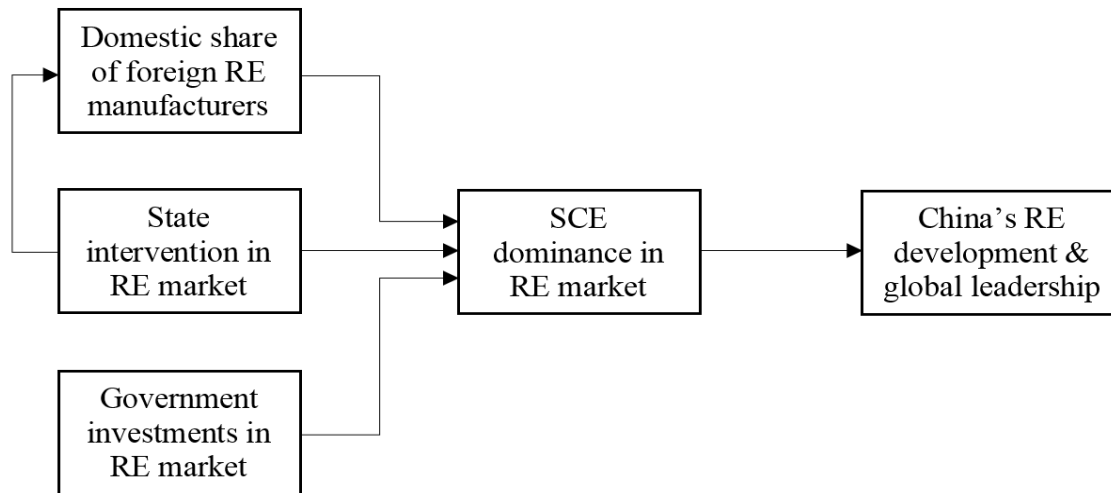 Domestic share
of foreign RE
manufacturers
State
intervention in
RE market
Government
investments in
RE market
SCE
dominance in
RE market
China’s RE
development &
global leadership